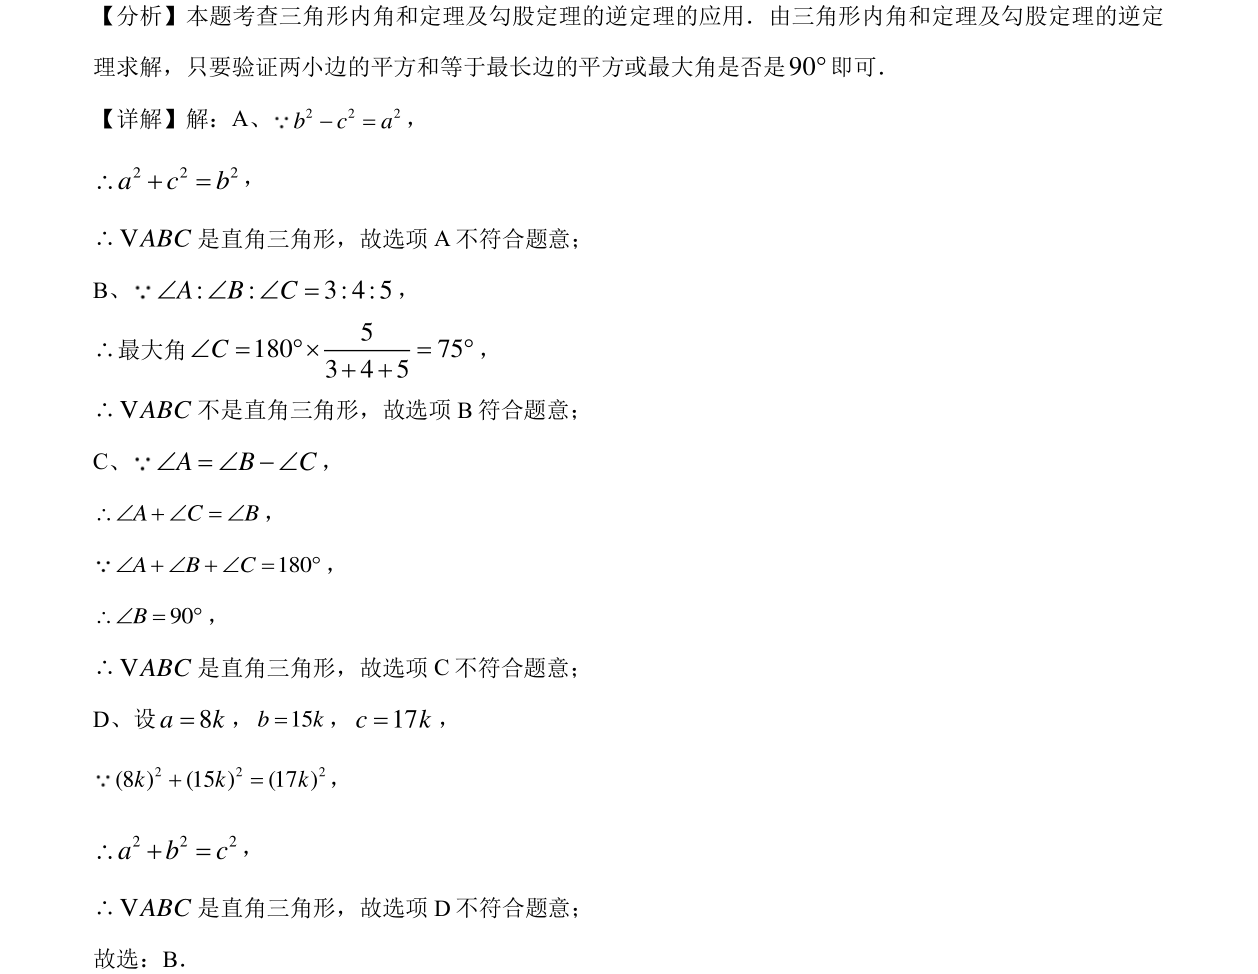 【分析】本题考查三角形内角和定理及勾股定理的逆定理的应用．由三角形内角和定理及勾股定理的逆定
理求解，只要验证两小边的平方和等于最长边的平方或最大角是否是90°即可．
【详解】解：A、∵b² − c² = a²，
∴a² + c² = b²，
∴VABC 是直角三角形，故选项 A 不符合题意；
B、∵∠A:∠B:∠C = 3:4:5，
∴最大角∠C = 180° × \frac{5}{3+4+5} = 75°，
∴VABC 不是直角三角形，故选项 B 符合题意；
C、∵∠A = ∠B − ∠C，
∴∠A + ∠C = ∠B，
∵∠A + ∠B + ∠C = 180°，
∴∠B = 90°，
∴VABC 是直角三角形，故选项 C 不符合题意；
D、设 a = 8k，b = 15k，c = 17k，
∵(8k)² + (15k)² = (17k)²，
∴a² + b² = c²，
∴VABC 是直角三角形，故选项 D 不符合题意；
故选：B．